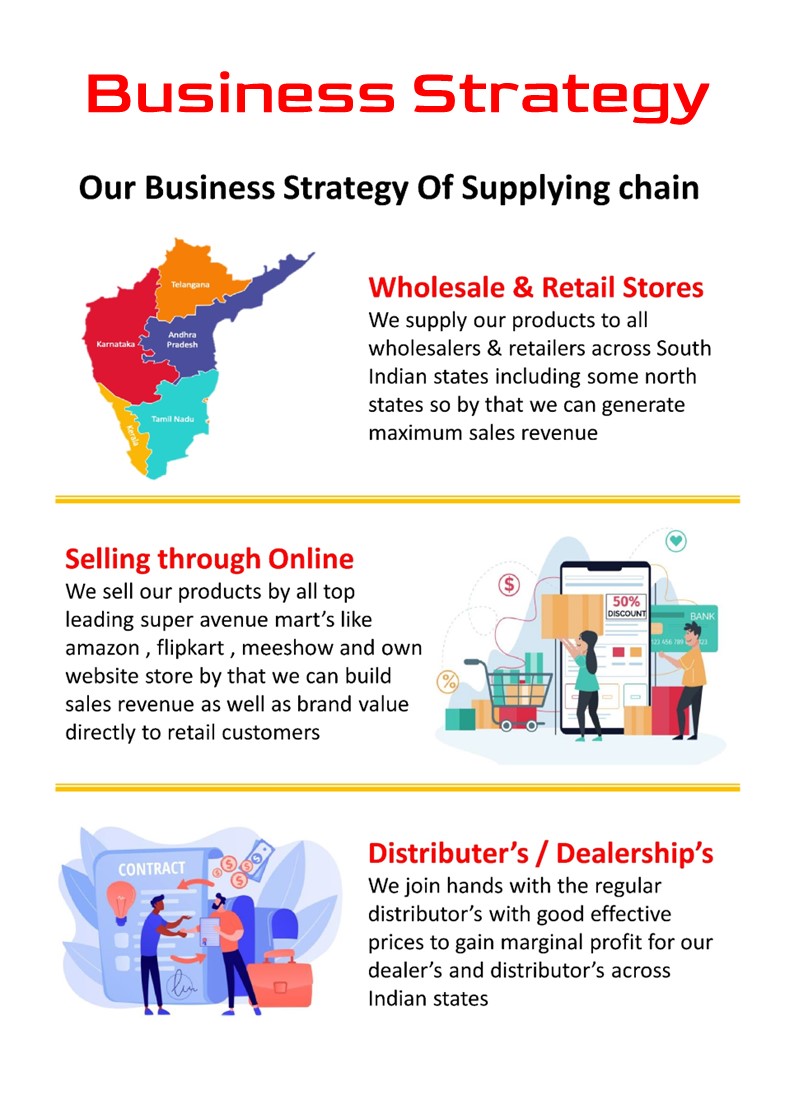 Business Strategy
Our Business Strategy Of Supplying chain
Telangana
Karnataka
Andhra
Pradesh
Tamil Nadu
Kerala
Wholesale & Retail Stores
We supply our products to all
wholesalers & retailers across South
Indian states including some north
states so by that we can generate
maximum sales revenue
Selling through Online
We sell our products by all top
leading super avenue mart's like
amazon , flipkart , meeshow and own
website store by that we can build
sales revenue as well as brand value
directly to retail customers
$
50%
DISCOUNT
BANK
%
CONTRACT
Distributer's / Dealership's
We join hands with the regular
distributor's with good effective
prices to gain marginal profit for our
dealer's and distributor's across
Indian states